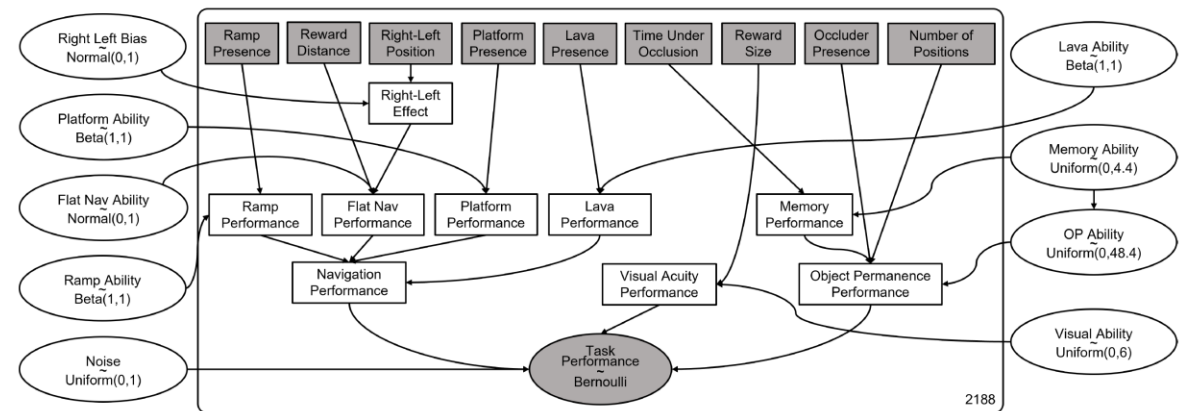 Right Left Bias
~
Normal(0,1)
Platform Ability
~
Beta(1,1)
Flat Nav Ability
~
Normal(0,1)
Ramp Ability
~
Beta(1,1)
Noise
~
Uniform(0,1)
Ramp
Presence
Reward
Distance
Right-Left
Position
Platform
Presence
Lava
Presence
Time Under
Occlusion
Reward
Size
Occluder
Presence
Number of
Positions
Right-Left
Effect
Ramp
Performance
Flat Nav
Performance
Platform
Performance
Lava
Performance
Memory
Performance
Navigation
Performance
Visual Acuity
Performance
Object Permanence
Performance
Task
Performance
~
Bernoulli
2188
Lava Ability
~
Beta(1,1)
Memory Ability
~
Uniform(0,4.4)
OP Ability
~
Uniform(0,48.4)
Visual Ability
~
Uniform(0,6)